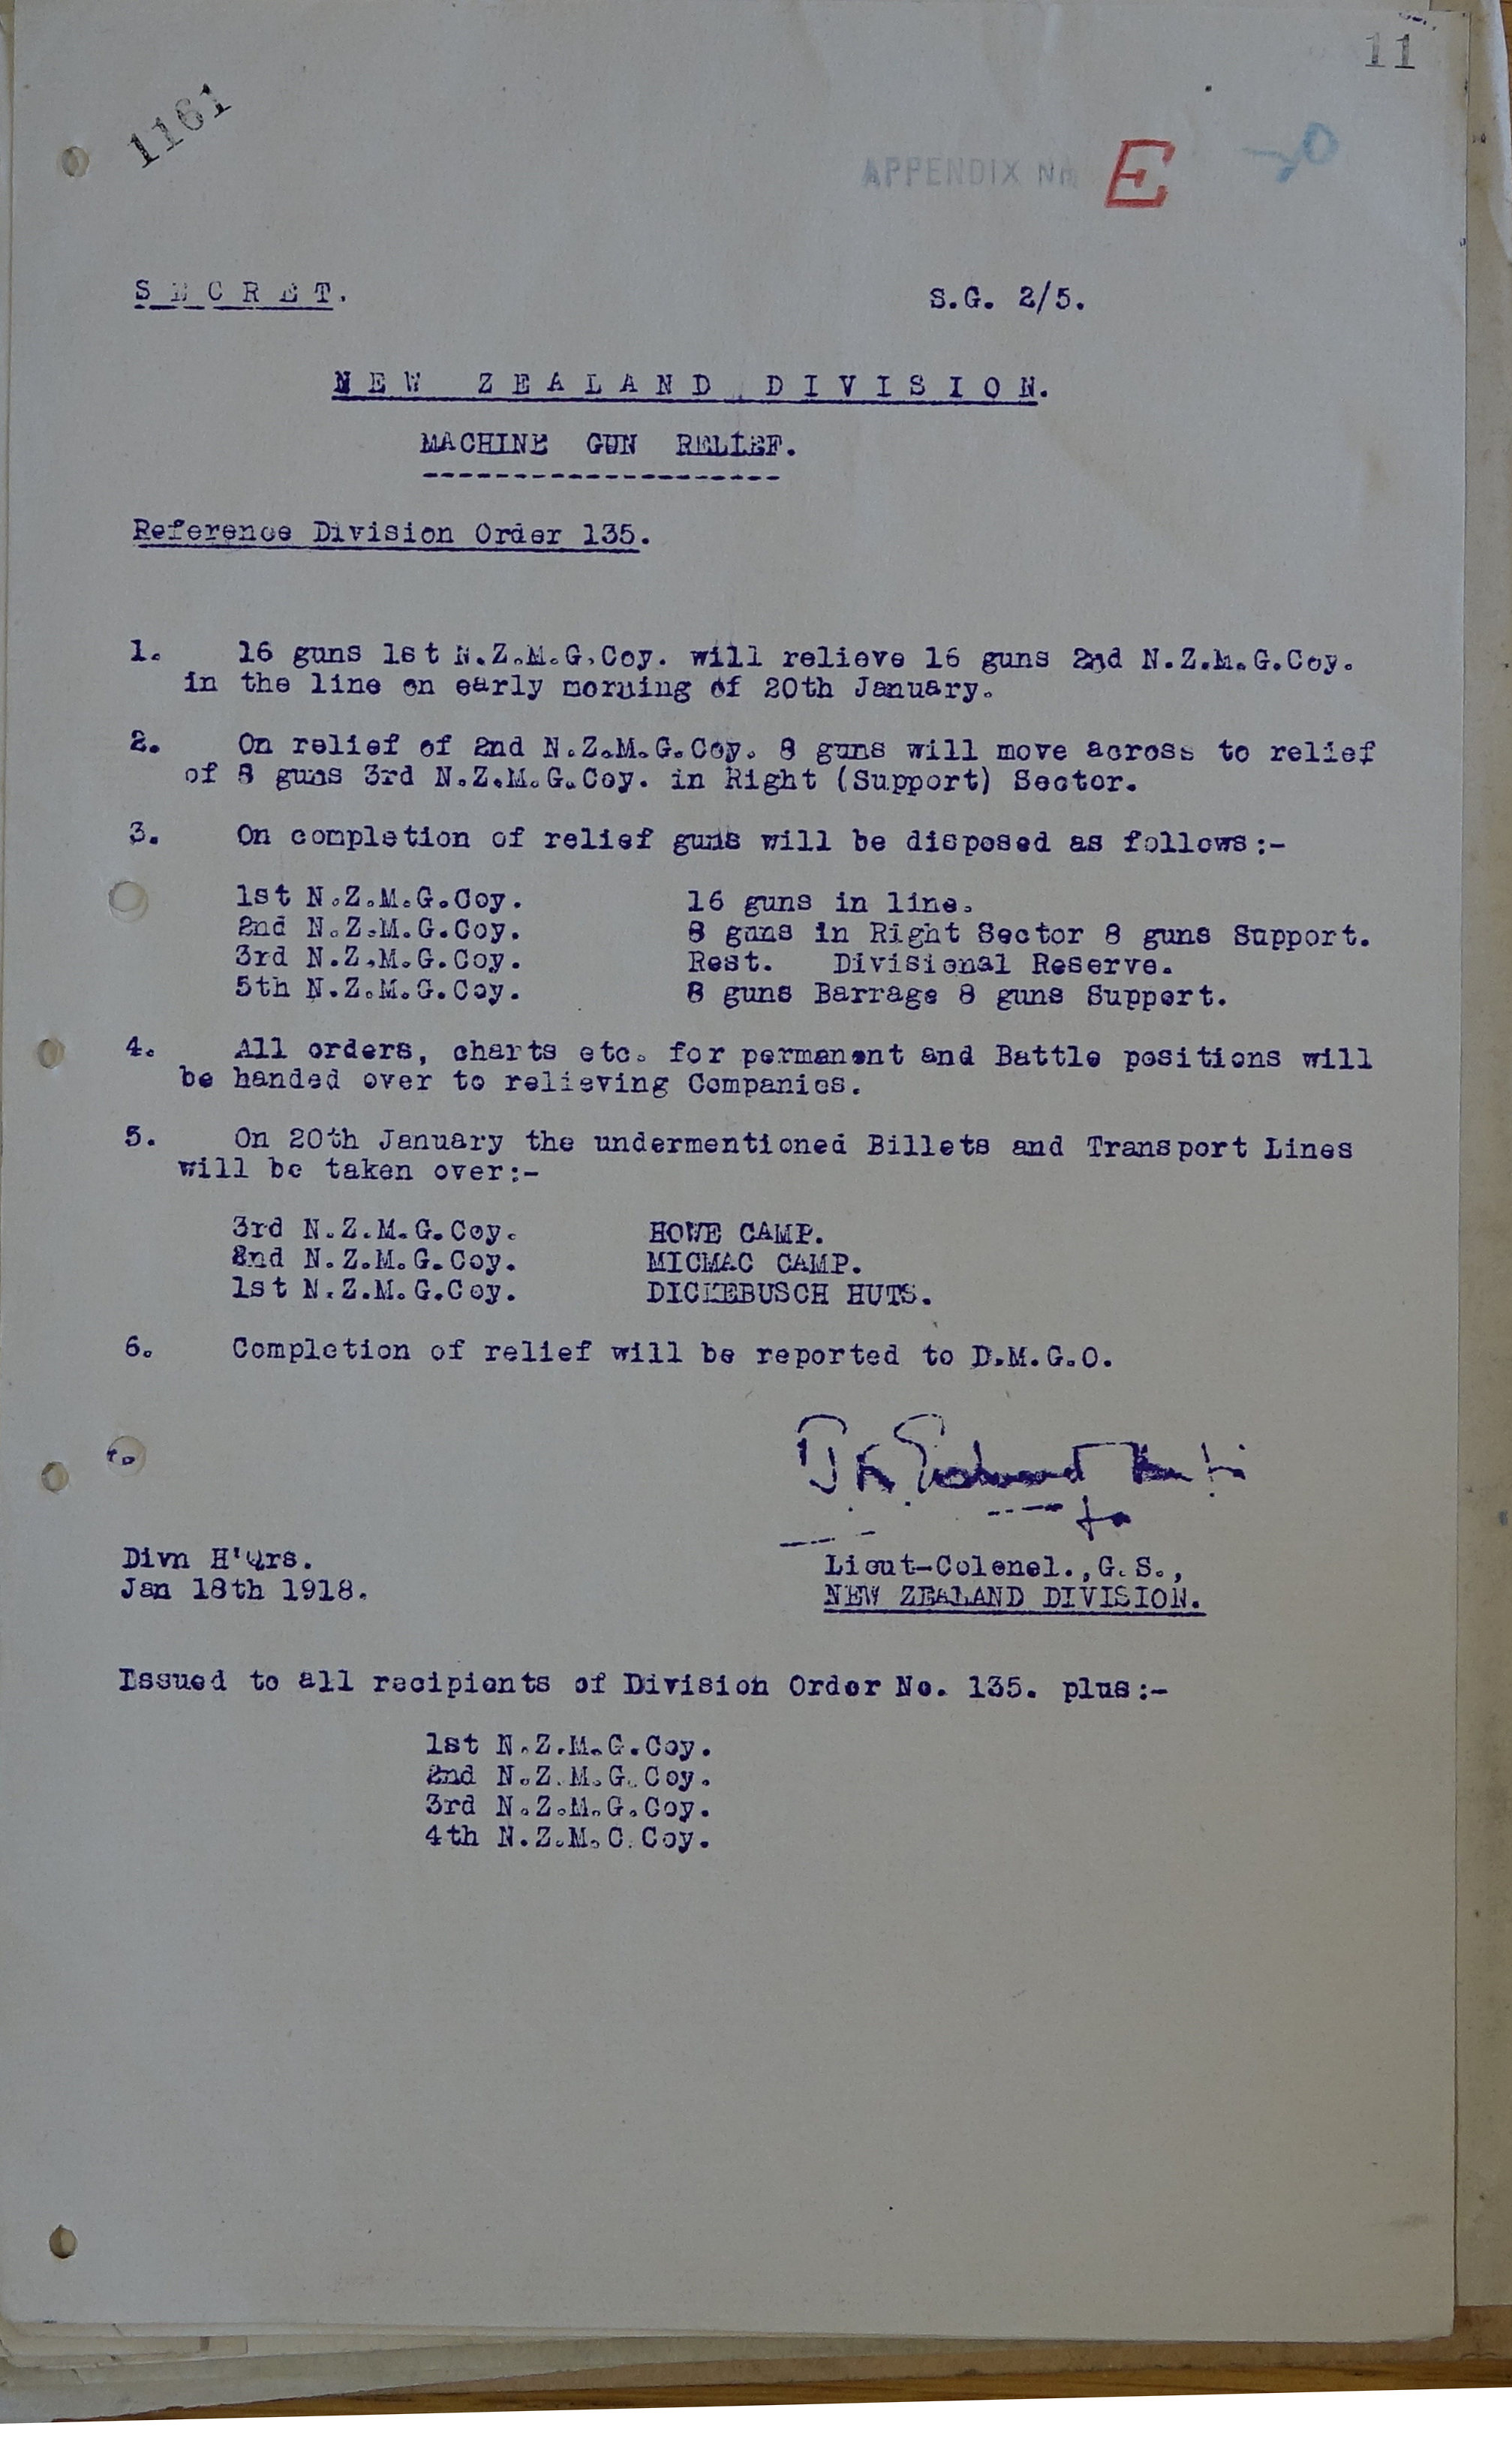 11
1161
APPENDIX No E
S E C R E T.
S.G. 2/5.
N E W  Z E A L A N D  D I V I S I O N.
MACHINE GUN RELIEF.
--------------------
Reference Division Order 135.
1. 16 guns 1st N.Z.M.G.Coy. will relieve 16 guns 2nd N.Z.M.G.Coy.
in the line on early morning of 20th January.
2. On relief of 2nd N.Z.M.G.Coy. 8 guns will move across to relief
of 8 guns 3rd N.Z.M.G.Coy. in Right (Support) Sector.
3. On completion of relief guns will be disposed as follows:-
1st N.Z.M.G.Coy. 16 guns in line.
2nd N.Z.M.G.Coy. 8 guns in Right Sector 8 guns Support.
3rd N.Z.M.G.Coy. Rest. Divisional Reserve.
5th N.Z.M.G.Coy. 8 guns Barrage 8 guns Support.
4. All orders, charts etc. for permanent and Battle positions will
be handed over to relieving Companies.
5. On 20th January the undermentioned Billets and Transport Lines
will be taken over:-
3rd N.Z.M.G.Coy. HOWE CAMP.
2nd N.Z.M.G.Coy. MICMAC CAMP.
1st N.Z.M.G.Coy. DICKEBUSCH HUTS.
6. Completion of relief will be reported to D.M.G.O.
Divn H'Qrs.
Jan 18th 1918.
Lieut-Colonel.,G.S.,
NEW ZEALAND DIVISION.
Issued to all recipients of Division Order No. 135. plus:-
1st N.Z.M.G.Coy.
2nd N.Z.M.G.Coy.
3rd N.Z.M.G.Coy.
4th N.Z.M.G.Coy.